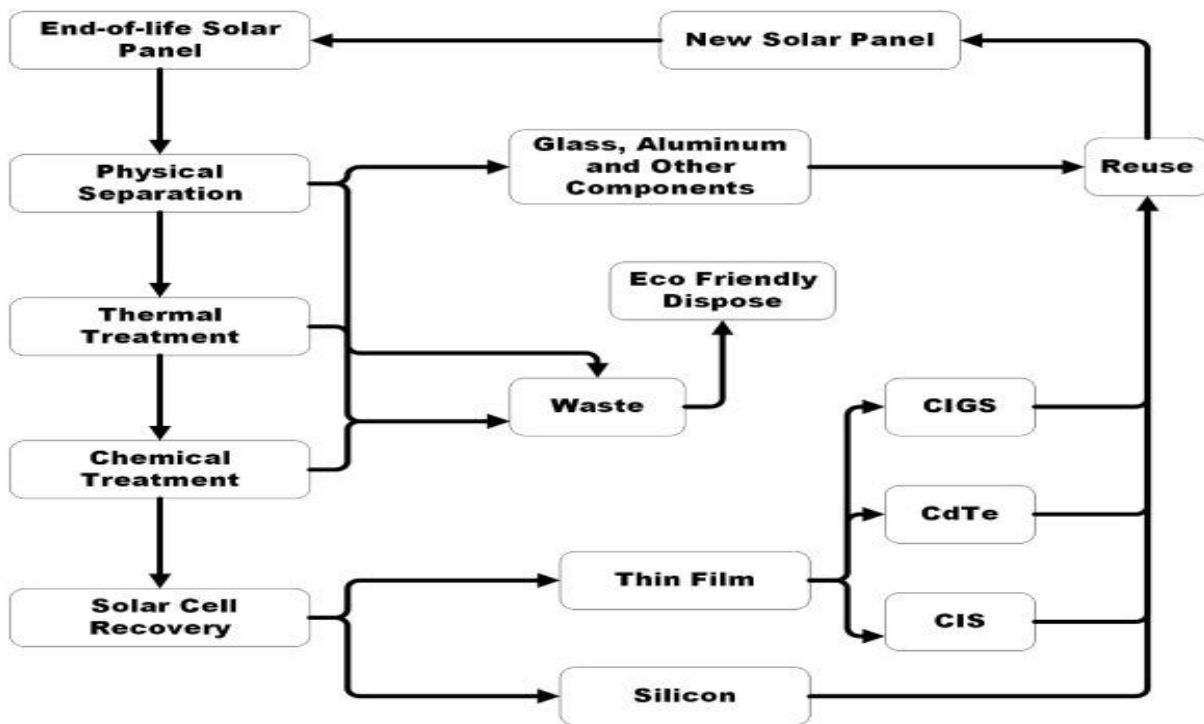 End-of-life Solar
Panel
New Solar Panel
Physical
Separation
Glass, Aluminum
and Other
Components
Reuse
Thermal
Treatment
Eco Friendly
Dispose
Waste
CIGS
Chemical
Treatment
CdTe
Solar Cell
Recovery
Thin Film
CIS
Silicon